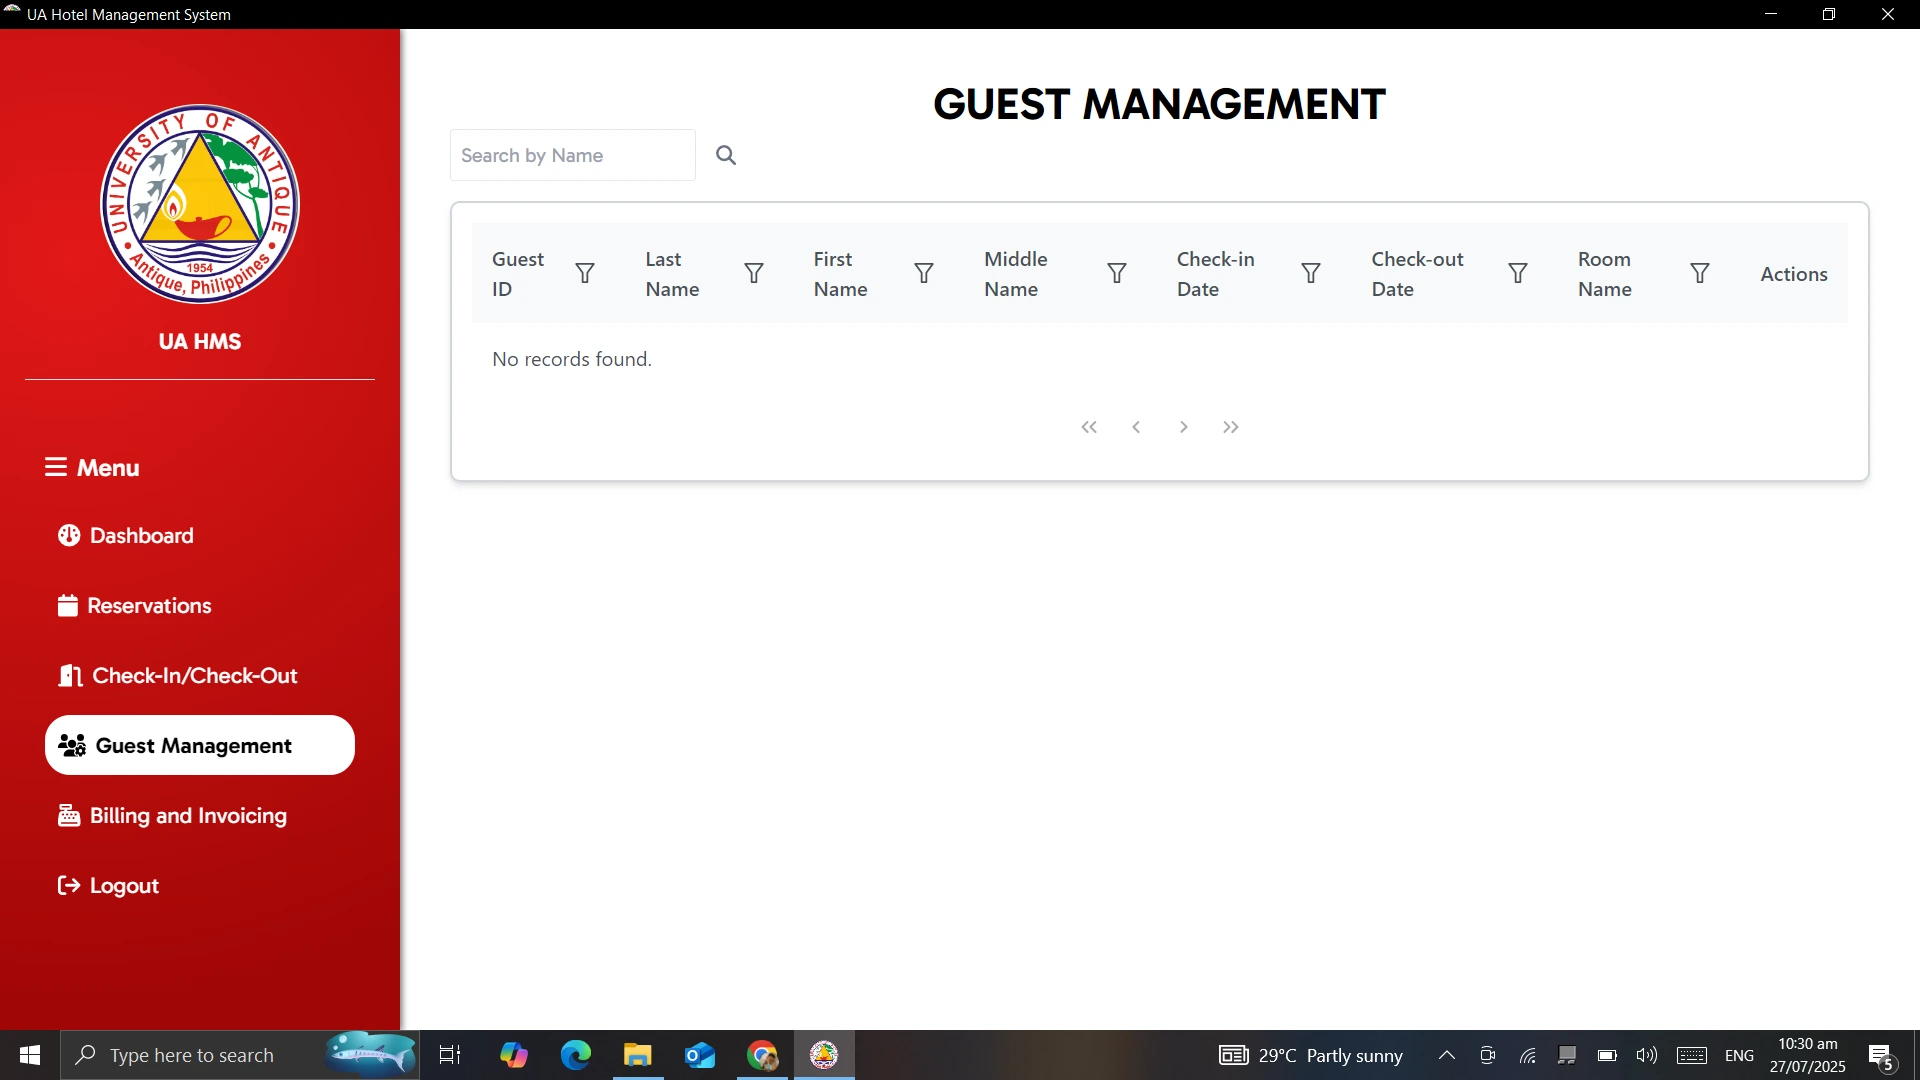 UA Hotel Management System
UNIVERSITY OF ANTIQUE
1954
Antique, Philippines
UA HMS
Menu
Dashboard
Reservations
Check-In/Check-Out
Guest Management
Billing and Invoicing
Logout
GUEST MANAGEMENT
Search by Name
Guest ID
Last Name
First Name
Middle Name
Check-in Date
Check-out Date
Room Name
Actions
No records found.
Type here to search
29°C Partly sunny
ENG
10:30 am
27/07/2025
5